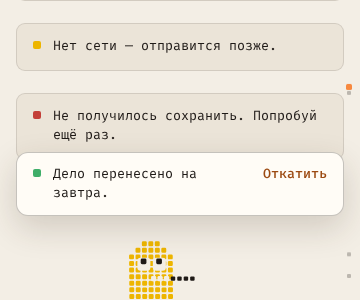 Нет сети — отправится позже.
Не получилось сохранить. Попробуй
ещё раз.
Дело перенесено на
завтра.
Откатить